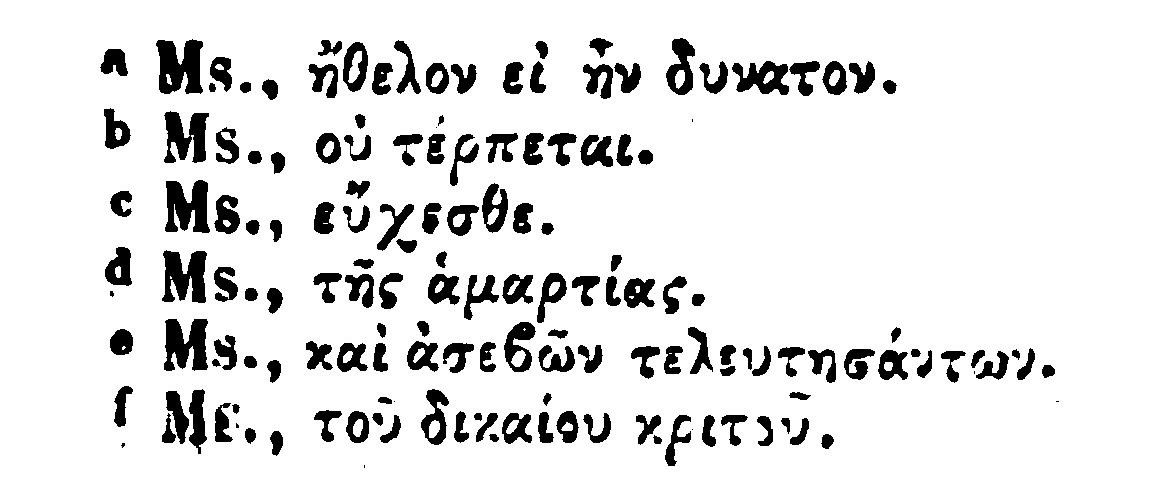 a Ms., ἤθελον εἰ ἦν δυνατον.
b Ms., οὐ τέρπεται.
c Ms., εὔχεσθε.
d Ms., τῆς ἁμαρτίας.
e Ms., καὶ ἀσεϐῶν τελευτησάντων.
f Ms., τοῦ δικαίου κριτοῦ.